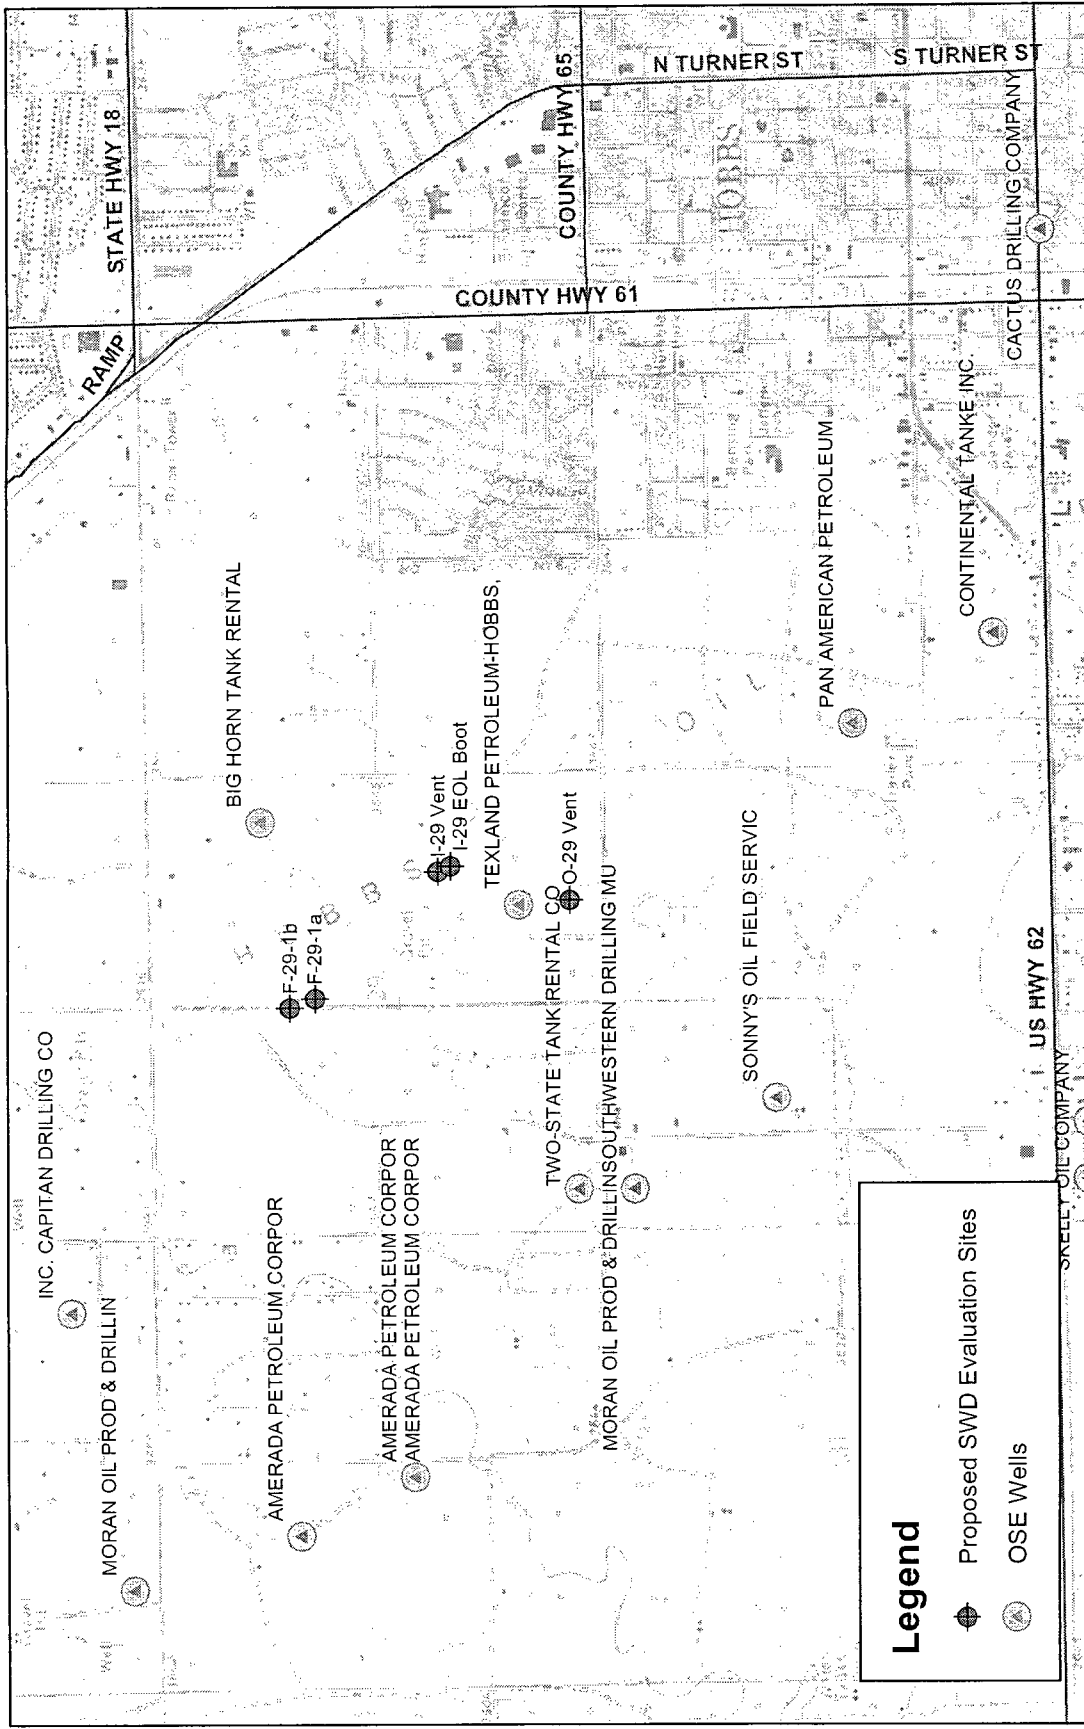 INC. CAPITAN DRILLING CO
MORAN OIL PROD & DRILLIN
STATE HWY 18
RAMP
BIG HORN TANK RENTAL
AMERADA PETROLEUM CORPOR
F-29-1b
F-29-1a
AMERADA PETROLEUM CORPOR
AMERADA PETROLEUM CORPOR
I-29 Vent
I-29 EOL Boot
TEXLAND PETROLEUM-HOBBS,
COUNTY HWY 61
COUNTY HWY 65
TWO-STATE TANK RENTAL CO
O-29 Vent
MORAN OIL PROD & DRILLINSOUTHWESTERN DRILLING MU
N TURNER ST
HOBBS
SONNY'S OIL FIELD SERVIC
PAN AMERICAN PETROLEUM
S TURNER ST
CONTINENTAL TANKE INC.
CACTUS DRILLING COMPANY
US HWY 62
SKELLY OIL COMPANY
Legend
Proposed SWD Evaluation Sites
OSE Wells